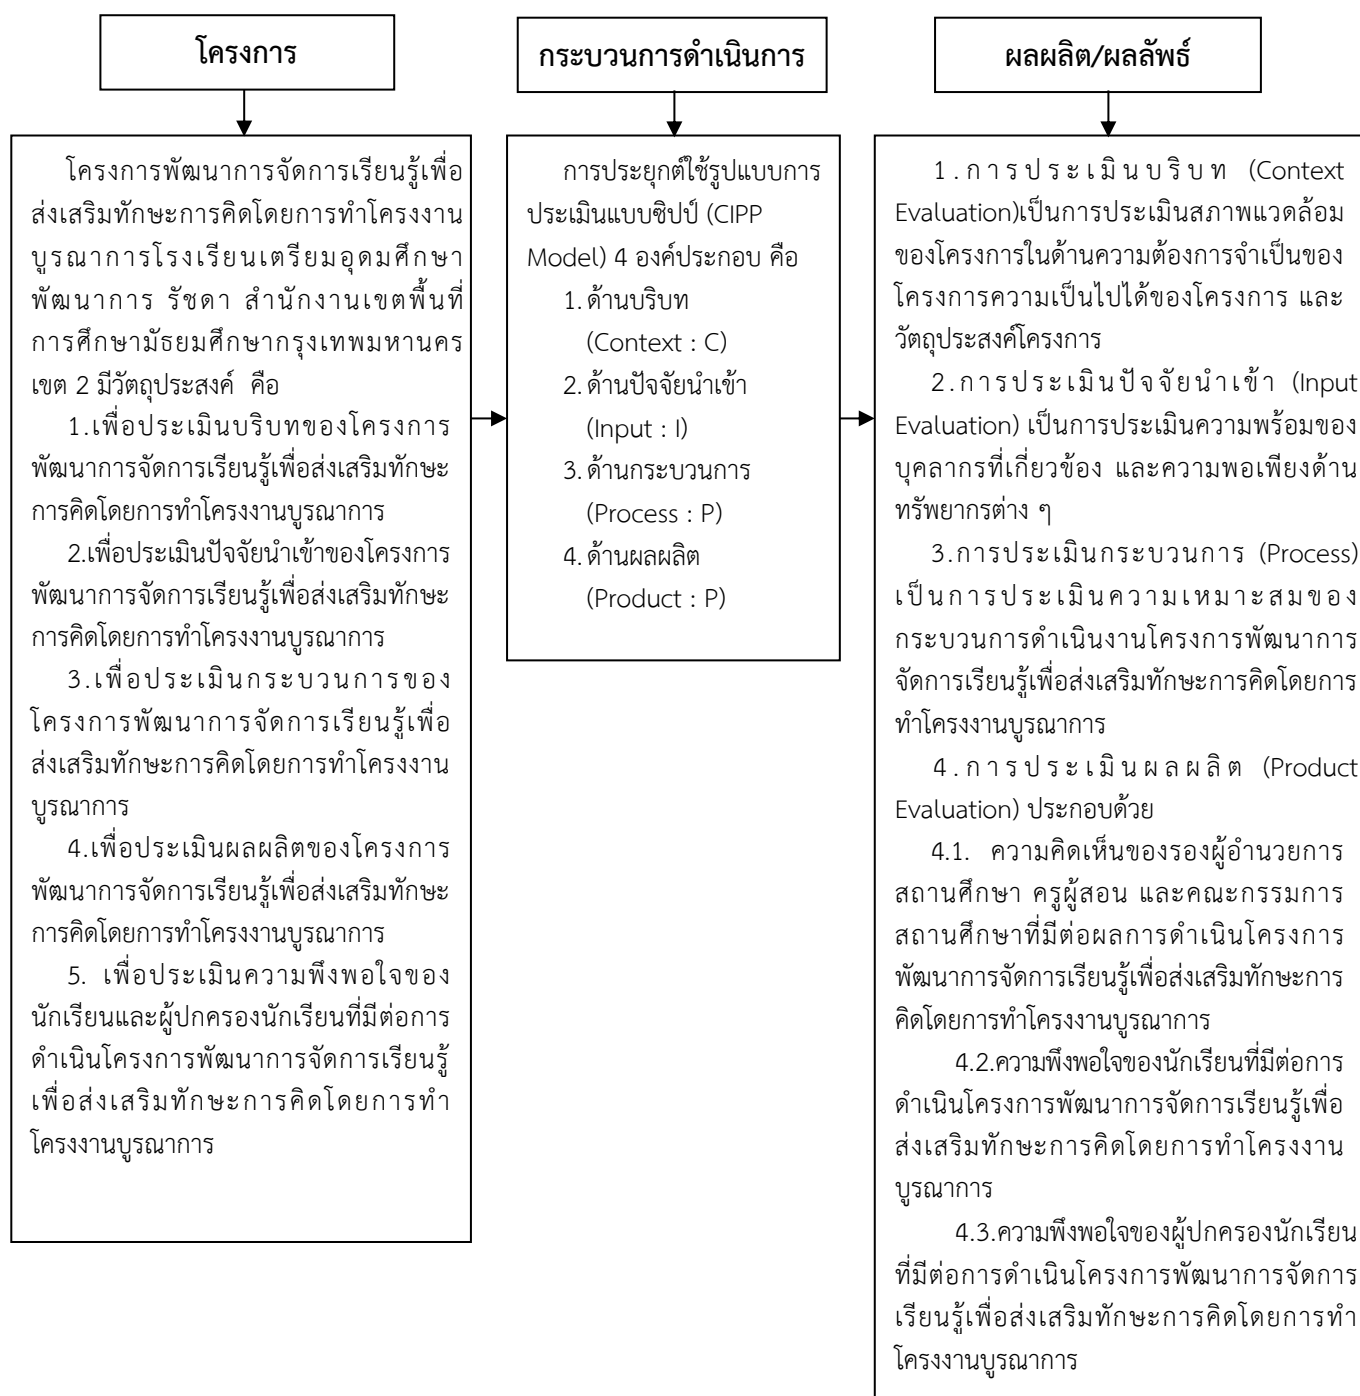 โครงการ
โครงการพัฒนาการจัดการเรียนรู้เพื่อ
ส่งเสริมทักษะการคิดโดยการทำโครงงาน
บูรณาการโรงเรียนเตรียมอุดมศึกษา
พัฒนาการ รัชดา สำนักงานเขตพื้นที่
การศึกษามัธยมศึกษากรุงเทพมหานคร
เขต 2 มีวัตถุประสงค์ คือ
1.เพื่อประเมินบริบทของโครงการ
พัฒนาการจัดการเรียนรู้เพื่อส่งเสริมทักษะ
การคิดโดยการทำโครงงานบูรณาการ
2.เพื่อประเมินปัจจัยนำเข้าของโครงการ
พัฒนาการจัดการเรียนรู้เพื่อส่งเสริมทักษะ
การคิดโดยการทำโครงงานบูรณาการ
3.เพื่อประเมินกระบวนการของ
โครงการพัฒนาการจัดการเรียนรู้เพื่อ
ส่งเสริมทักษะการคิดโดยการทำโครงงาน
บูรณาการ
4.เพื่อประเมินผลผลิตของโครงการ
พัฒนาการจัดการเรียนรู้เพื่อส่งเสริมทักษะ
การคิดโดยการทำโครงงานบูรณาการ
5. เพื่อประเมินความพึงพอใจของ
นักเรียนและผู้ปกครองนักเรียนที่มีต่อการ
ดำเนินโครงการพัฒนาการจัดการเรียนรู้
เพื่อส่งเสริมทักษะการคิดโดยการทำ
โครงงานบูรณาการ
กระบวนการดำเนินการ
การประยุกต์ใช้รูปแบบการ
ประเมินแบบซิปป์ (CIPP
Model) 4 องค์ประกอบ คือ
1. ด้านบริบท
(Context : C)
2. ด้านปัจจัยนำเข้า
(Input : I)
3. ด้านกระบวนการ
(Process : P)
4. ด้านผลผลิต
(Product : P)
ผลผลิต/ผลลัพธ์
1.การประเมินบริบท (Context
Evaluation)เป็นการประเมินสภาพแวดล้อม
ของโครงการในด้านความต้องการจำเป็นของ
โครงการความเป็นไปได้ของโครงการ และ
วัตถุประสงค์โครงการ
2.การประเมินปัจจัยนำเข้า (Input
Evaluation) เป็นการประเมินความพร้อมของ
บุคลากรที่เกี่ยวข้อง และความพอเพียงด้าน
ทรัพยากรต่าง ๆ
3.การประเมินกระบวนการ (Process)
เป็นการประเมินความเหมาะสมของ
กระบวนการดำเนินงานโครงการพัฒนาการ
จัดการเรียนรู้เพื่อส่งเสริมทักษะการคิดโดยการ
ทำโครงงานบูรณาการ
4.การประเมินผลผลิต (Product
Evaluation) ประกอบด้วย
4.1. ความคิดเห็นของรองผู้อำนวยการ
สถานศึกษา ครูผู้สอน และคณะกรรมการ
สถานศึกษาที่มีต่อผลการดำเนินโครงการ
พัฒนาการจัดการเรียนรู้เพื่อส่งเสริมทักษะการ
คิดโดยการทำโครงงานบูรณาการ
4.2.ความพึงพอใจของนักเรียนที่มีต่อการ
ดำเนินโครงการพัฒนาการจัดการเรียนรู้เพื่อ
ส่งเสริมทักษะการคิดโดยการทำโครงงาน
บูรณาการ
4.3.ความพึงพอใจของผู้ปกครองนักเรียน
ที่มีต่อการดำเนินโครงการพัฒนาการจัดการ
เรียนรู้เพื่อส่งเสริมทักษะการคิดโดยการทำ
โครงงานบูรณาการ